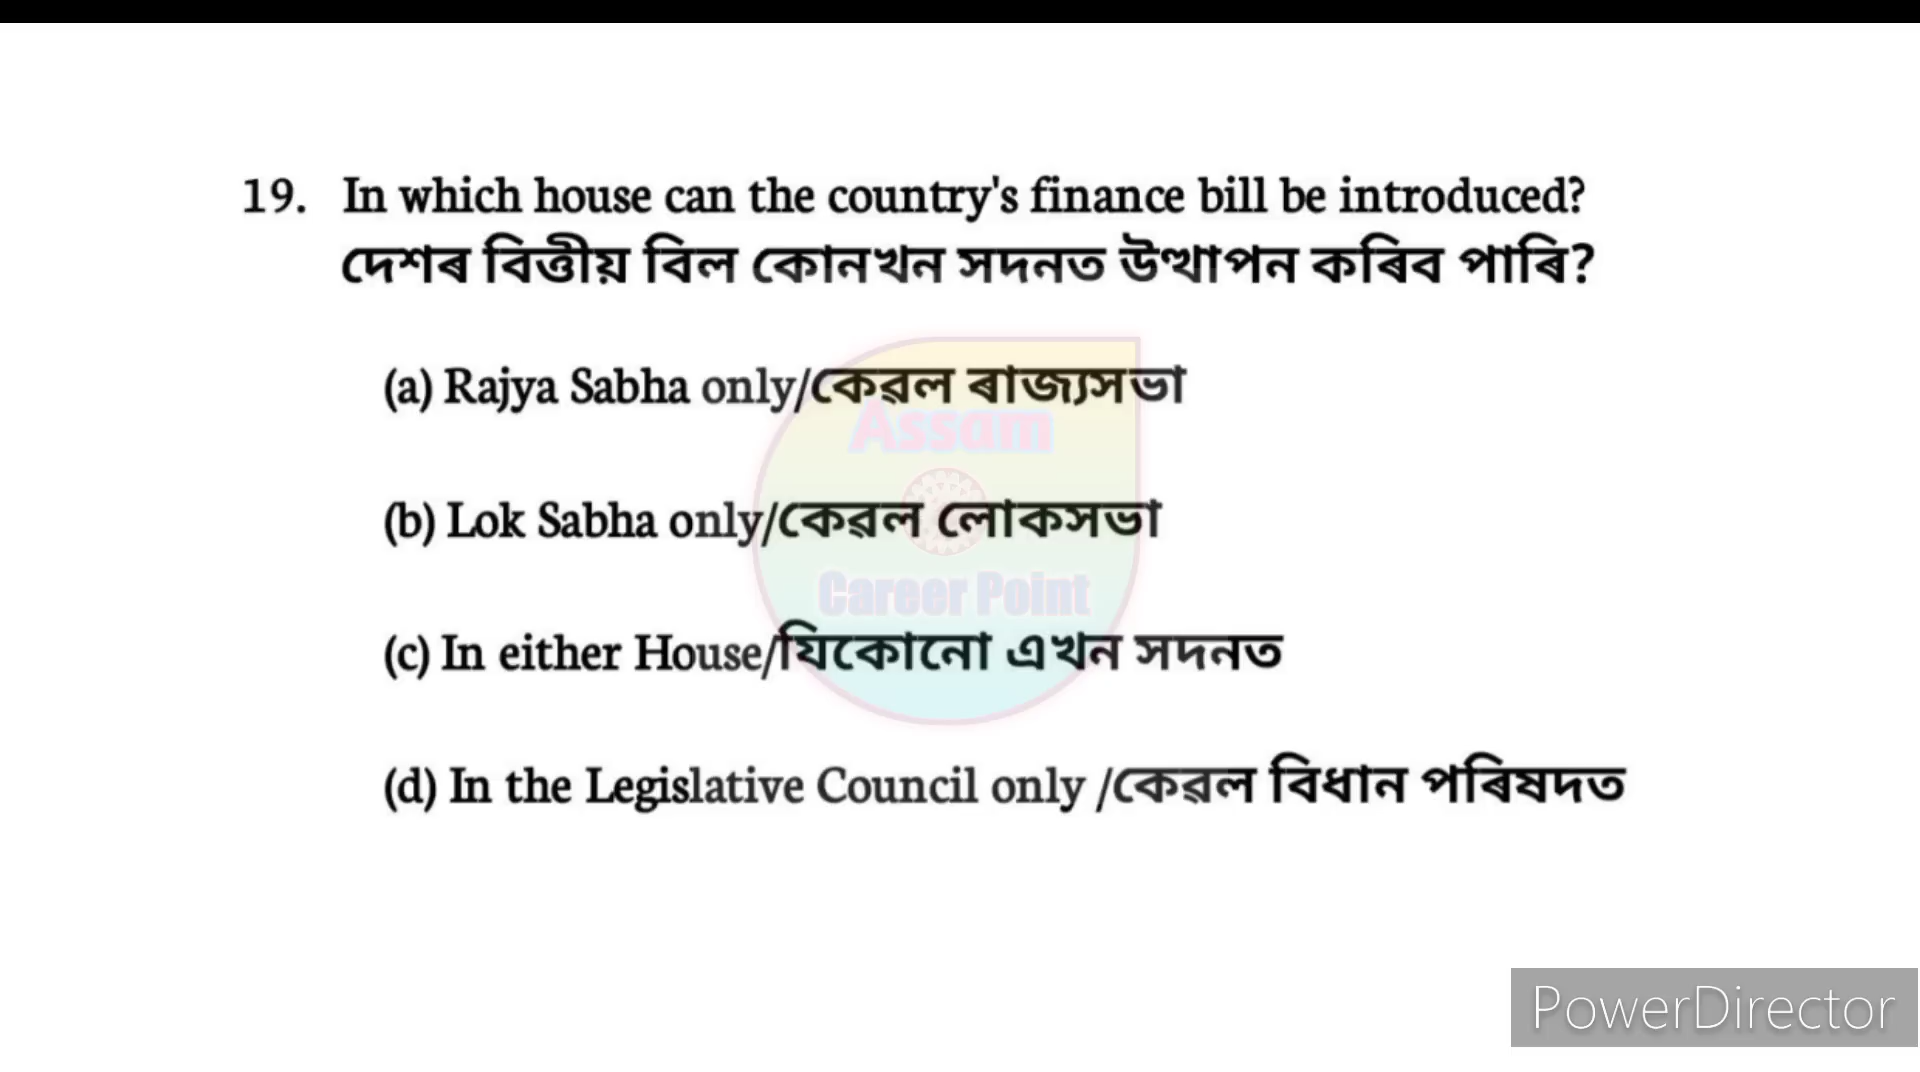 19. In which house can the country's finance bill be introduced?
দেশৰ বিত্তীয় বিল কোনখন সদনত উত্থাপন কৰিব পাৰি?
(a) Rajya Sabha only/কেৱল ৰাজ্যসভা
Assam
(b) Lok Sabha only/কেৱল লোকসভা
Career Point
(c) In either House/যিকোনো এখন সদনত
(d) In the Legislative Council only /কেৱল বিধান পৰিষদত
PowerDirector